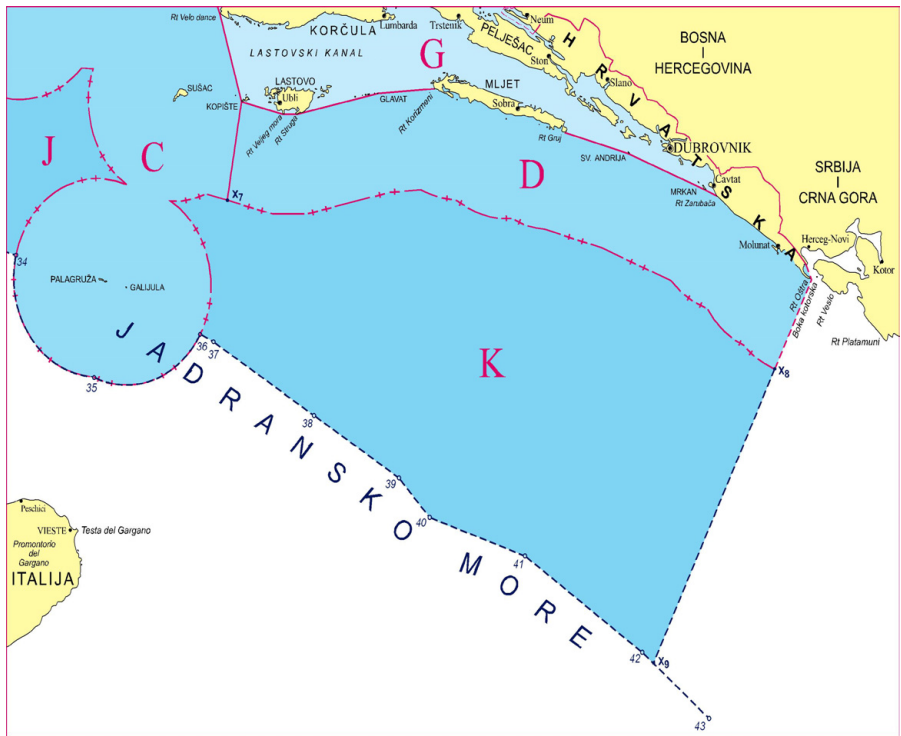 Rt Velo dance
KORČULA
Lumbarda
Trstenik
Neum
PELJEŠAC
BOSNA
I
HERCEGOVINA
LASTOVSKI KANAL
G
Ston
Slano
HRVATSKA
SUŠAC
LASTOVO
Ubli
KOPIŠTE
GLAVAT
MLJET
Sobra
Rt Korizmeni
Rt Veljeg mora
Rt Struga
Rt Gruj
SV. ANDRIJA
DUBROVNIK
J
C
D
Cavtat
MRKAN
Rt Zarubača
SRBIJA
I
CRNA GORA
X7
Molunat
Herceg-Novi
Kotor
34
PALAGRUŽA
GALIJULA
Rt Oštra
Boka kotorska
Rt Veslo
Rt Platamuni
36
37
35
K
X8
JADRANSKO MORE
38
39
40
41
42
X9
43
Peschici
VIESTE
Testa del Gargano
Promontorio
del
Gargano
ITALIJA